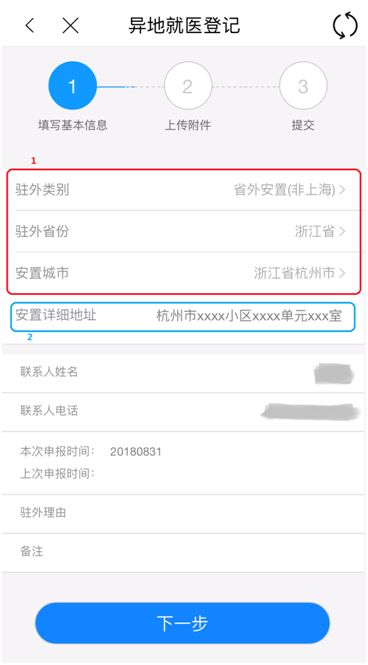 异地就医登记
1 2 3
填写基本信息 上传附件 提交
1
驻外类别 省外安置(非上海)
驻外省份 浙江省
安置城市 浙江省杭州市
安置详细地址 杭州市xxxx小区xxxx单元xxx室
2
联系人姓名
联系人电话
本次申报时间: 20180831
上次申报时间:
驻外理由
备注
下一步